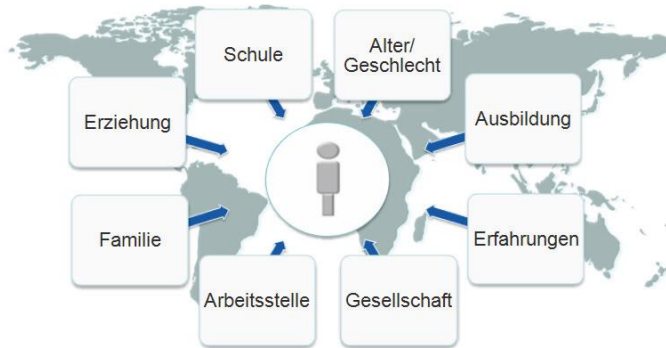 Schule
Alter/
Geschlecht
Erziehung
Ausbildung
Familie
Erfahrungen
Arbeitsstelle
Gesellschaft